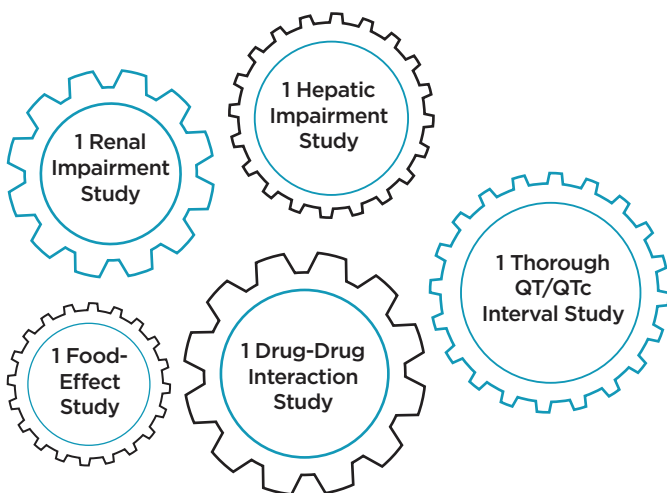 1 Hepatic
Impairment
Study
1 Renal
Impairment
Study
1 Thorough
QT/QTc
Interval Study
1 Food-
Effect
Study
1 Drug-Drug
Interaction
Study